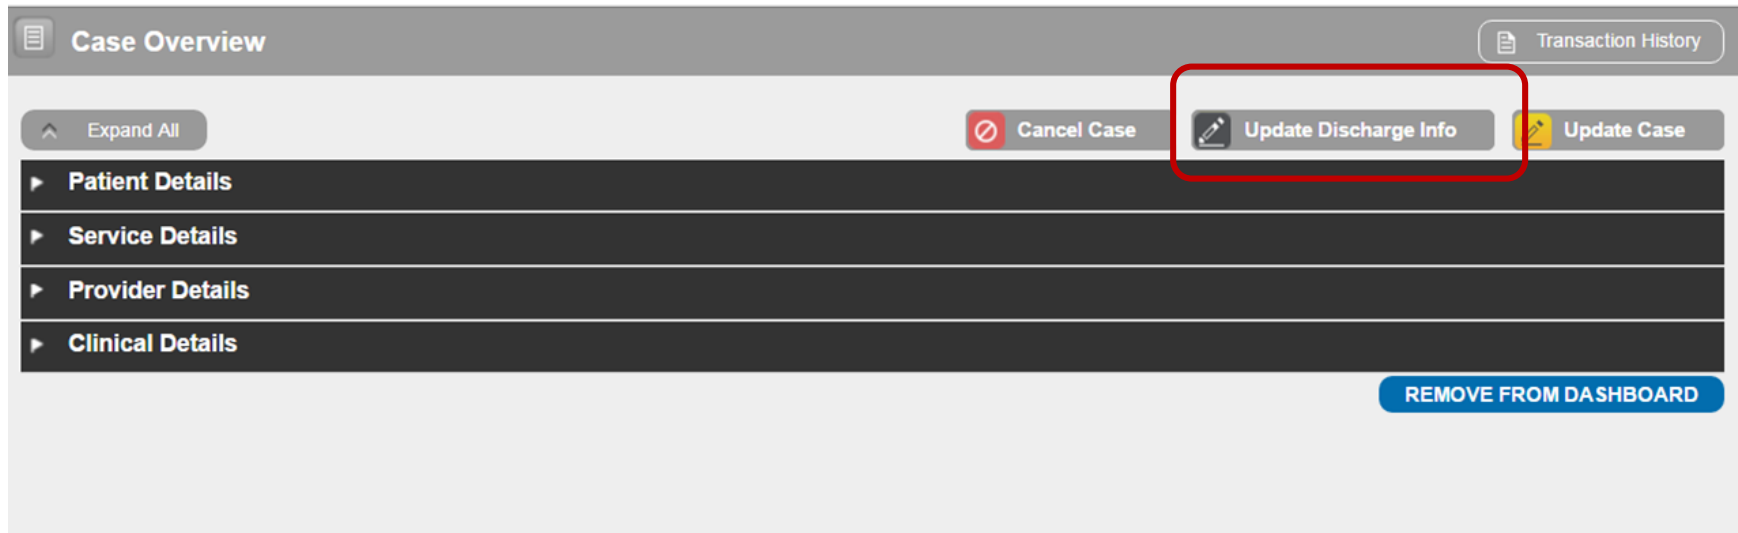 Case Overview
Transaction History
Expand All
Cancel Case
Update Discharge Info
Update Case
Patient Details
Service Details
Provider Details
Clinical Details
REMOVE FROM DASHBOARD